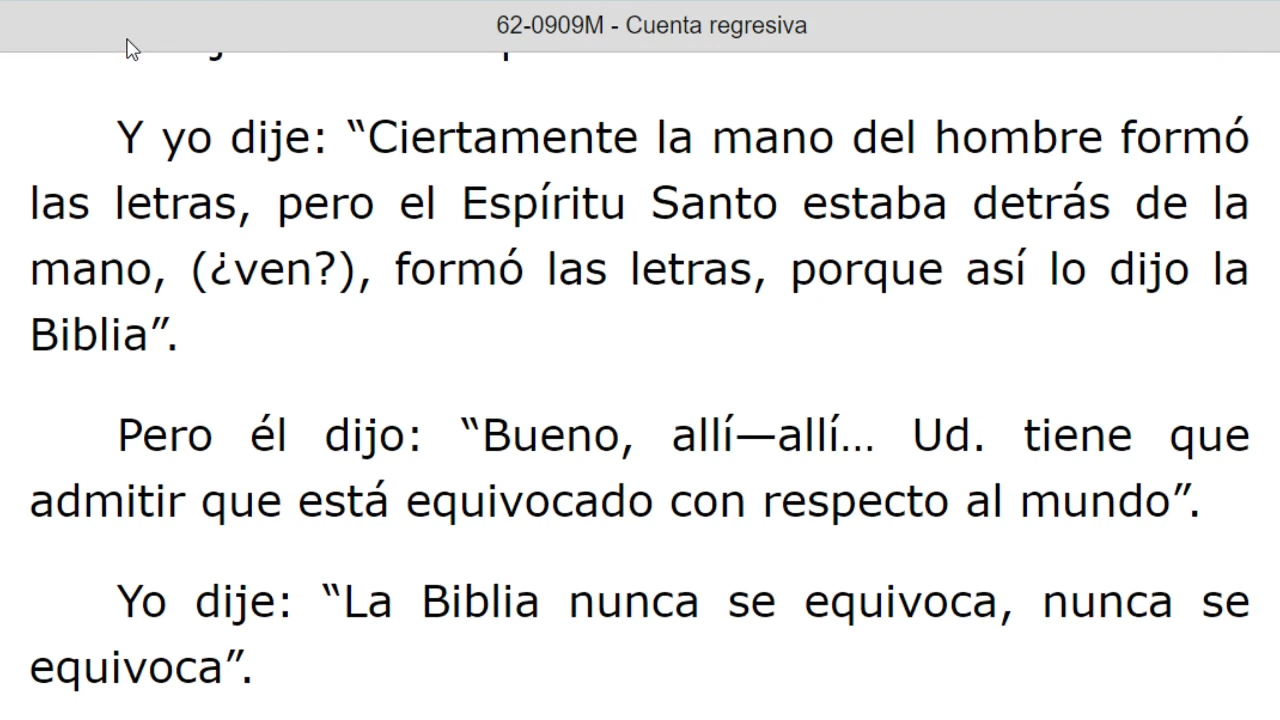 62-0909M - Cuenta regresiva
Y yo dije: “Ciertamente la mano del hombre formó
las letras, pero el Espíritu Santo estaba detrás de la
mano, (¿ven?), formó las letras, porque así lo dijo la
Biblia”.
Pero él dijo: “Bueno, allí—allí… Ud. tiene que
admitir que está equivocado con respecto al mundo”.
Yo dije: “La Biblia nunca se equivoca, nunca se
equivoca”.